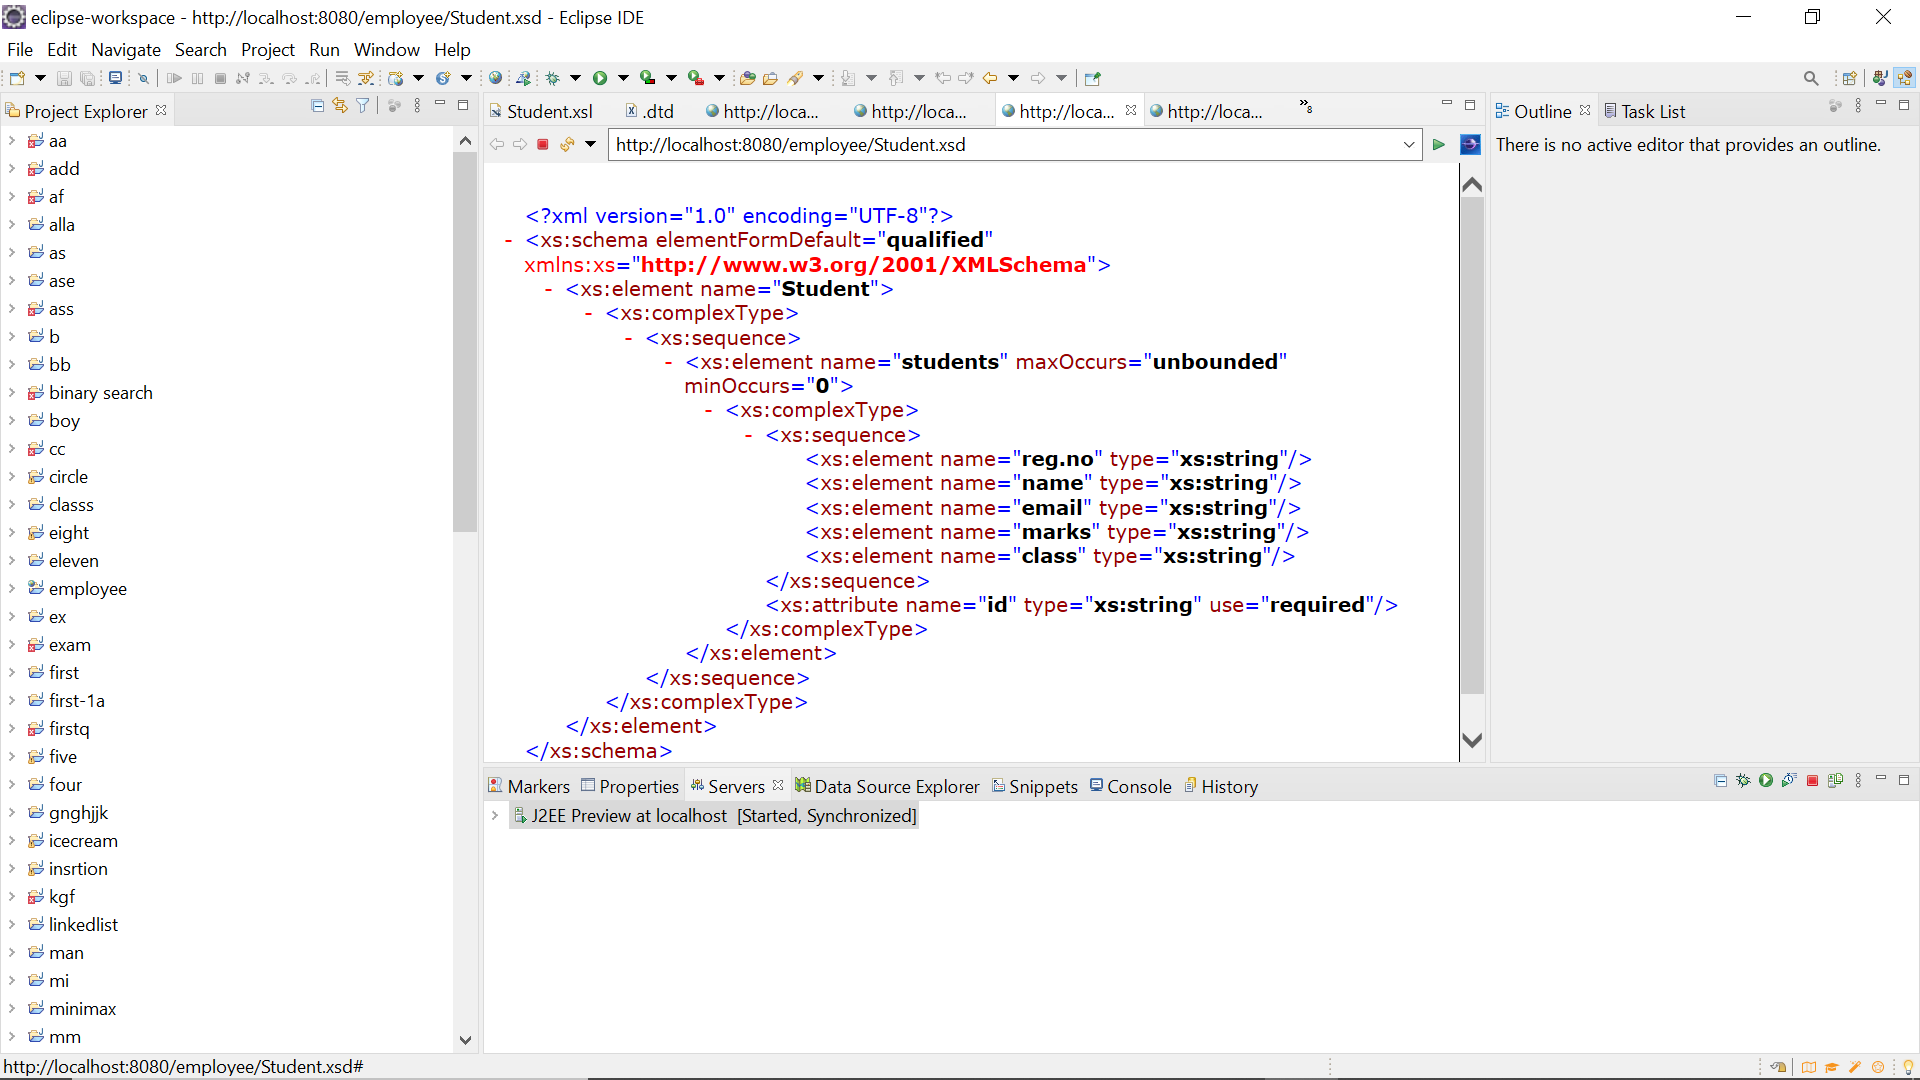 eclipse-workspace - http://localhost:8080/employee/Student.xsd - Eclipse IDE
File Edit Navigate Search Project Run Window Help
Project Explorer
aa
add
af
alla
as
ase
ass
b
bb
binary search
boy
cc
circle
classs
eight
eleven
employee
ex
exam
first
first-1a
firstq
five
four
gnghjjk
icecream
insrtion
kgf
linkedlist
man
mi
minimax
mm
Student.xsl .dtd http://loca... http://loca... http://loca... http://loca... »8
http://localhost:8080/employee/Student.xsd
<?xml version="1.0" encoding="UTF-8"?>
- <xs:schema elementFormDefault="qualified"
xmlns:xs="http://www.w3.org/2001/XMLSchema">
- <xs:element name="Student">
- <xs:complexType>
- <xs:sequence>
- <xs:element name="students" maxOccurs="unbounded"
minOccurs="0">
- <xs:complexType>
- <xs:sequence>
<xs:element name="reg.no" type="xs:string"/>
<xs:element name="name" type="xs:string"/>
<xs:element name="email" type="xs:string"/>
<xs:element name="marks" type="xs:string"/>
<xs:element name="class" type="xs:string"/>
</xs:sequence>
<xs:attribute name="id" type="xs:string" use="required"/>
</xs:complexType>
</xs:element>
</xs:sequence>
</xs:complexType>
</xs:element>
</xs:schema>
Outline Task List
There is no active editor that provides an outline.
Markers Properties Servers Data Source Explorer Snippets Console History
J2EE Preview at localhost [Started, Synchronized]
http://localhost:8080/employee/Student.xsd#